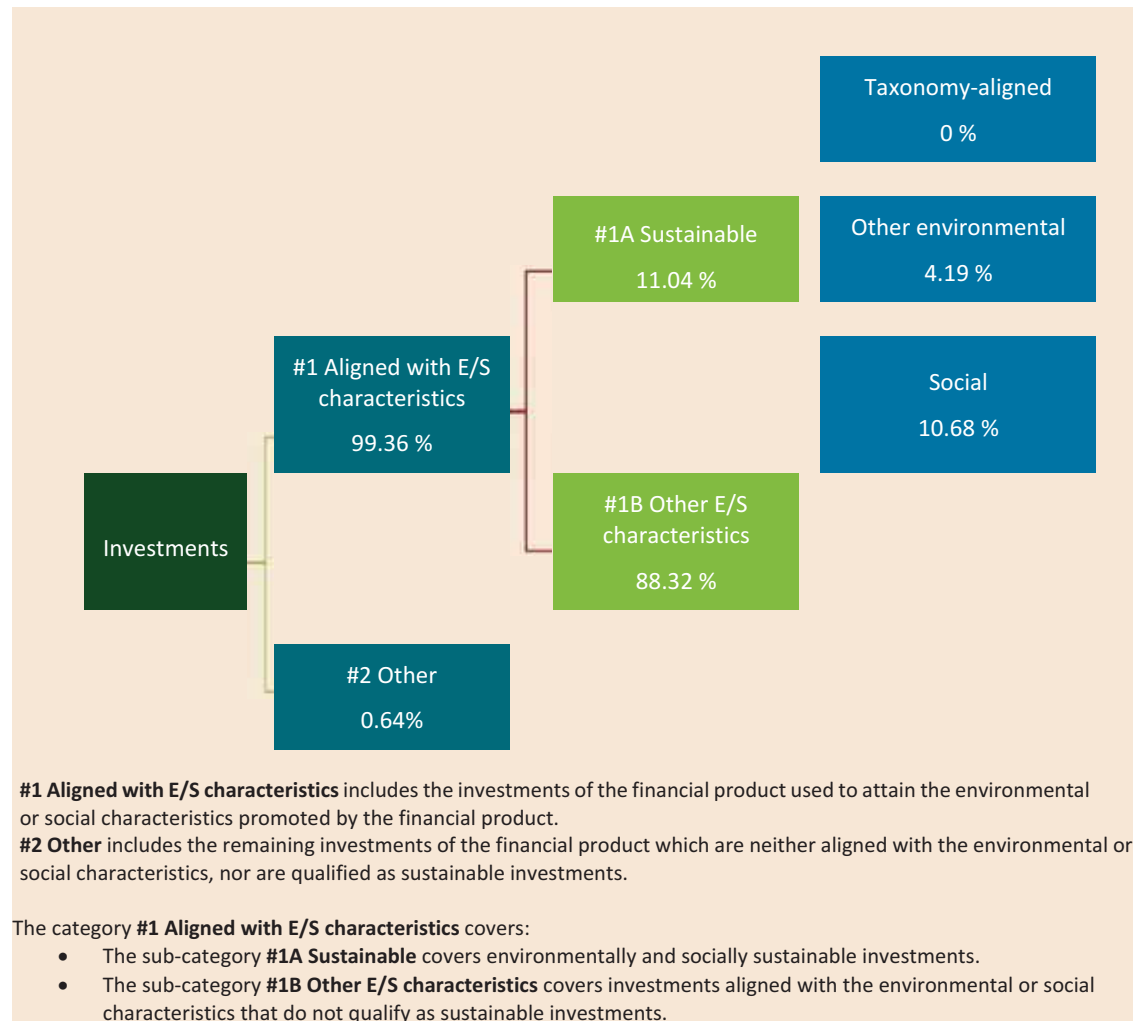 Taxonomy-aligned
0 %
#1A Sustainable
11.04 %
Other environmental
4.19 %
#1 Aligned with E/S
characteristics
99.36 %
Social
10.68 %
Investments
#1B Other E/S
characteristics
88.32 %
#2 Other
0.64%
#1 Aligned with E/S characteristics includes the investments of the financial product used to attain the environmental
or social characteristics promoted by the financial product.
#2 Other includes the remaining investments of the financial product which are neither aligned with the environmental or
social characteristics, nor are qualified as sustainable investments.
The category #1 Aligned with E/S characteristics covers:
• The sub-category #1A Sustainable covers environmentally and socially sustainable investments.
• The sub-category #1B Other E/S characteristics covers investments aligned with the environmental or social
characteristics that do not qualify as sustainable investments.